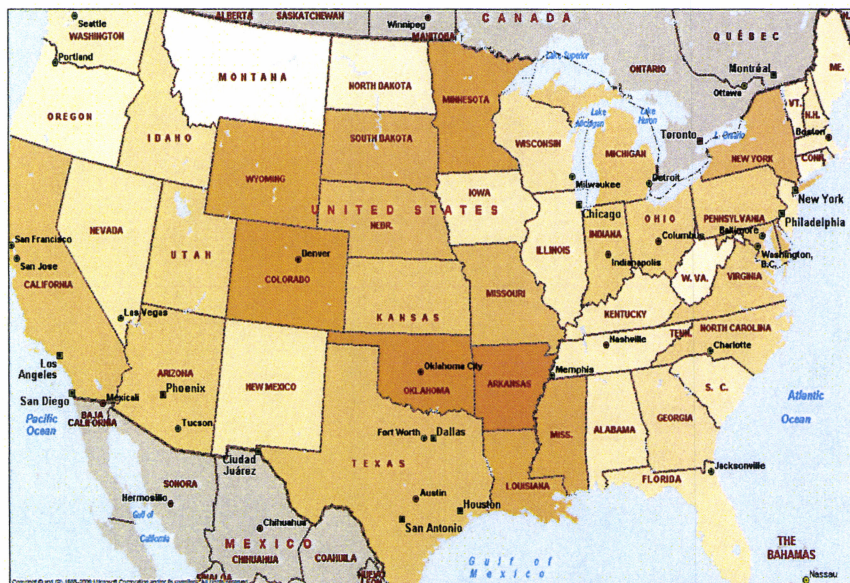 Seattle
WASHINGTON
Portland
OREGON
IDAHO
MONTANA
NORTH DAKOTA
MINNESOTA
SOUTH DAKOTA
WYOMING
WISCONSIN
MICHIGAN
IOWA
NEBR.
UNITED STATES
NEVADA
UTAH
COLORADO
Denver
KANSAS
MISSOURI
ILLINOIS
INDIANA
Indianapolis
OHIO
Columbus
Milwaukee
Chicago
Detroit
ALBERTA
SASKATCHEWAN
Winnipeg
MANITOBA
CANADA
ONTARIO
QUÉBEC
Montréal
Ottawa
Toronto
Lake Superior
Lake
Michigan
Lake
Huron
L. Ontario
ME.
VT.
N.H.
Boston
CONN.
NEW YORK
New York
PENNSYLVANIA
Philadelphia
Baltimore
Washington,
D.C.
W. VA.
VIRGINIA
KENTUCKY
TENN.
Nashville
Memphis
NORTH CAROLINA
Charlotte
S. C.
GEORGIA
ALABAMA
MISS.
ARKANSAS
OKLAHOMA
Oklahoma City
LOUISIANA
FLORIDA
Jacksonville
Atlantic
Ocean
THE
BAHAMAS
Nassau
San Francisco
San Jose
CALIFORNIA
Las Vegas
Los
Angeles
San Diego
Mexicali
BAJA
CALIFORNIA
Pacific
Ocean
ARIZONA
Phoenix
Tucson
NEW MEXICO
Ciudad
Juárez
TEXAS
Fort Worth
Dallas
Austin
Houston
San Antonio
SONORA
Hermosillo
Gulf of
California
Chihuahua
MEXICO
CHIHUAHUA
COAHUILA
Gulf of
Mexico